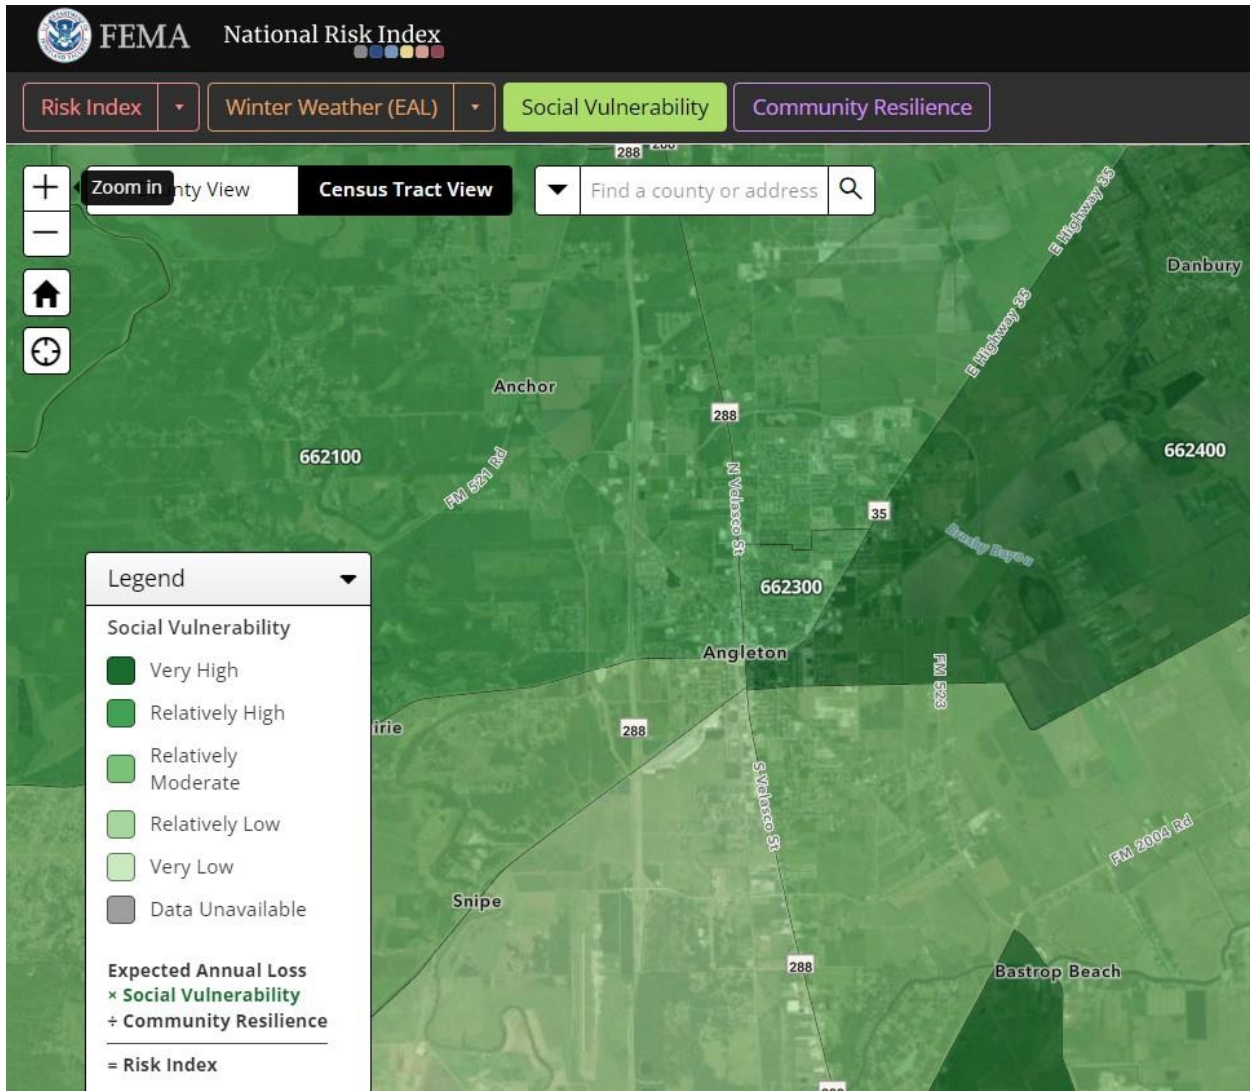 FEMA National Risk Index
Risk Index Winter Weather (EAL) Social Vulnerability Community Resilience
288
Zoom in nty View Census Tract View Find a county or address
E Highway 35
Danbury
E Highway 35
Anchor
288
662100
662400
FM 521 Rd
N Velasco St
35
Brushy Bayou
662300
Angleton
FM 523
irie
288
S Velasco St
FM 2004 Rd
Snipe
288
Bastrop Beach
Legend
Social Vulnerability
Very High
Relatively High
Relatively
Moderate
Relatively Low
Very Low
Data Unavailable
Expected Annual Loss
× Social Vulnerability
÷ Community Resilience
= Risk Index